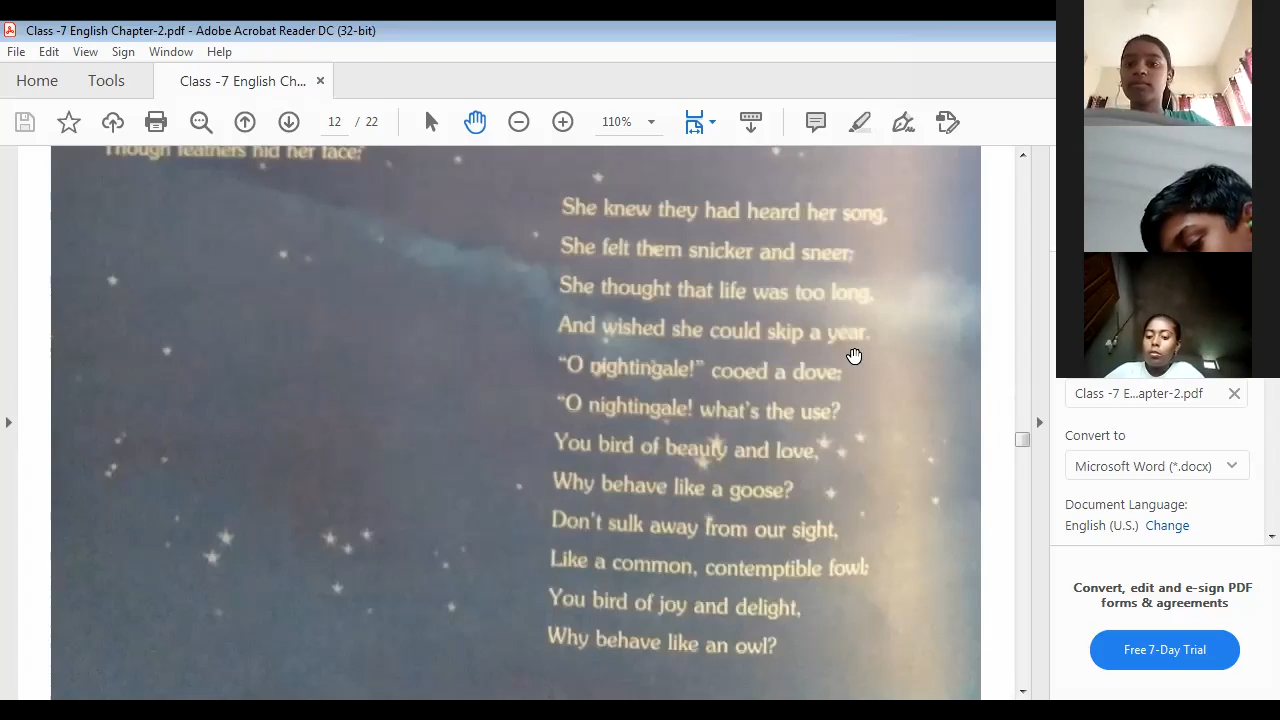 Class -7 English Chapter-2.pdf - Adobe Acrobat Reader DC (32-bit)
File Edit View Sign Window Help
Home Tools Class -7 English Ch... ×
12 / 22 110%
Though feathers hid her face;
She knew they had heard her song,
She felt them snicker and sneer;
She thought that life was too long,
And wished she could skip a year.
“O nightingale!” cooed a dove;
“O nightingale! what's the use?
You bird of beauty and love,
Why behave like a goose?
Don't sulk away from our sight,
Like a common, contemptible fowl;
You bird of joy and delight,
Why behave like an owl?
Class -7 E...apter-2.pdf
Convert to
Microsoft Word (*.docx)
Document Language:
English (U.S.) Change
Convert, edit and e-sign PDF
forms & agreements
Free 7-Day Trial